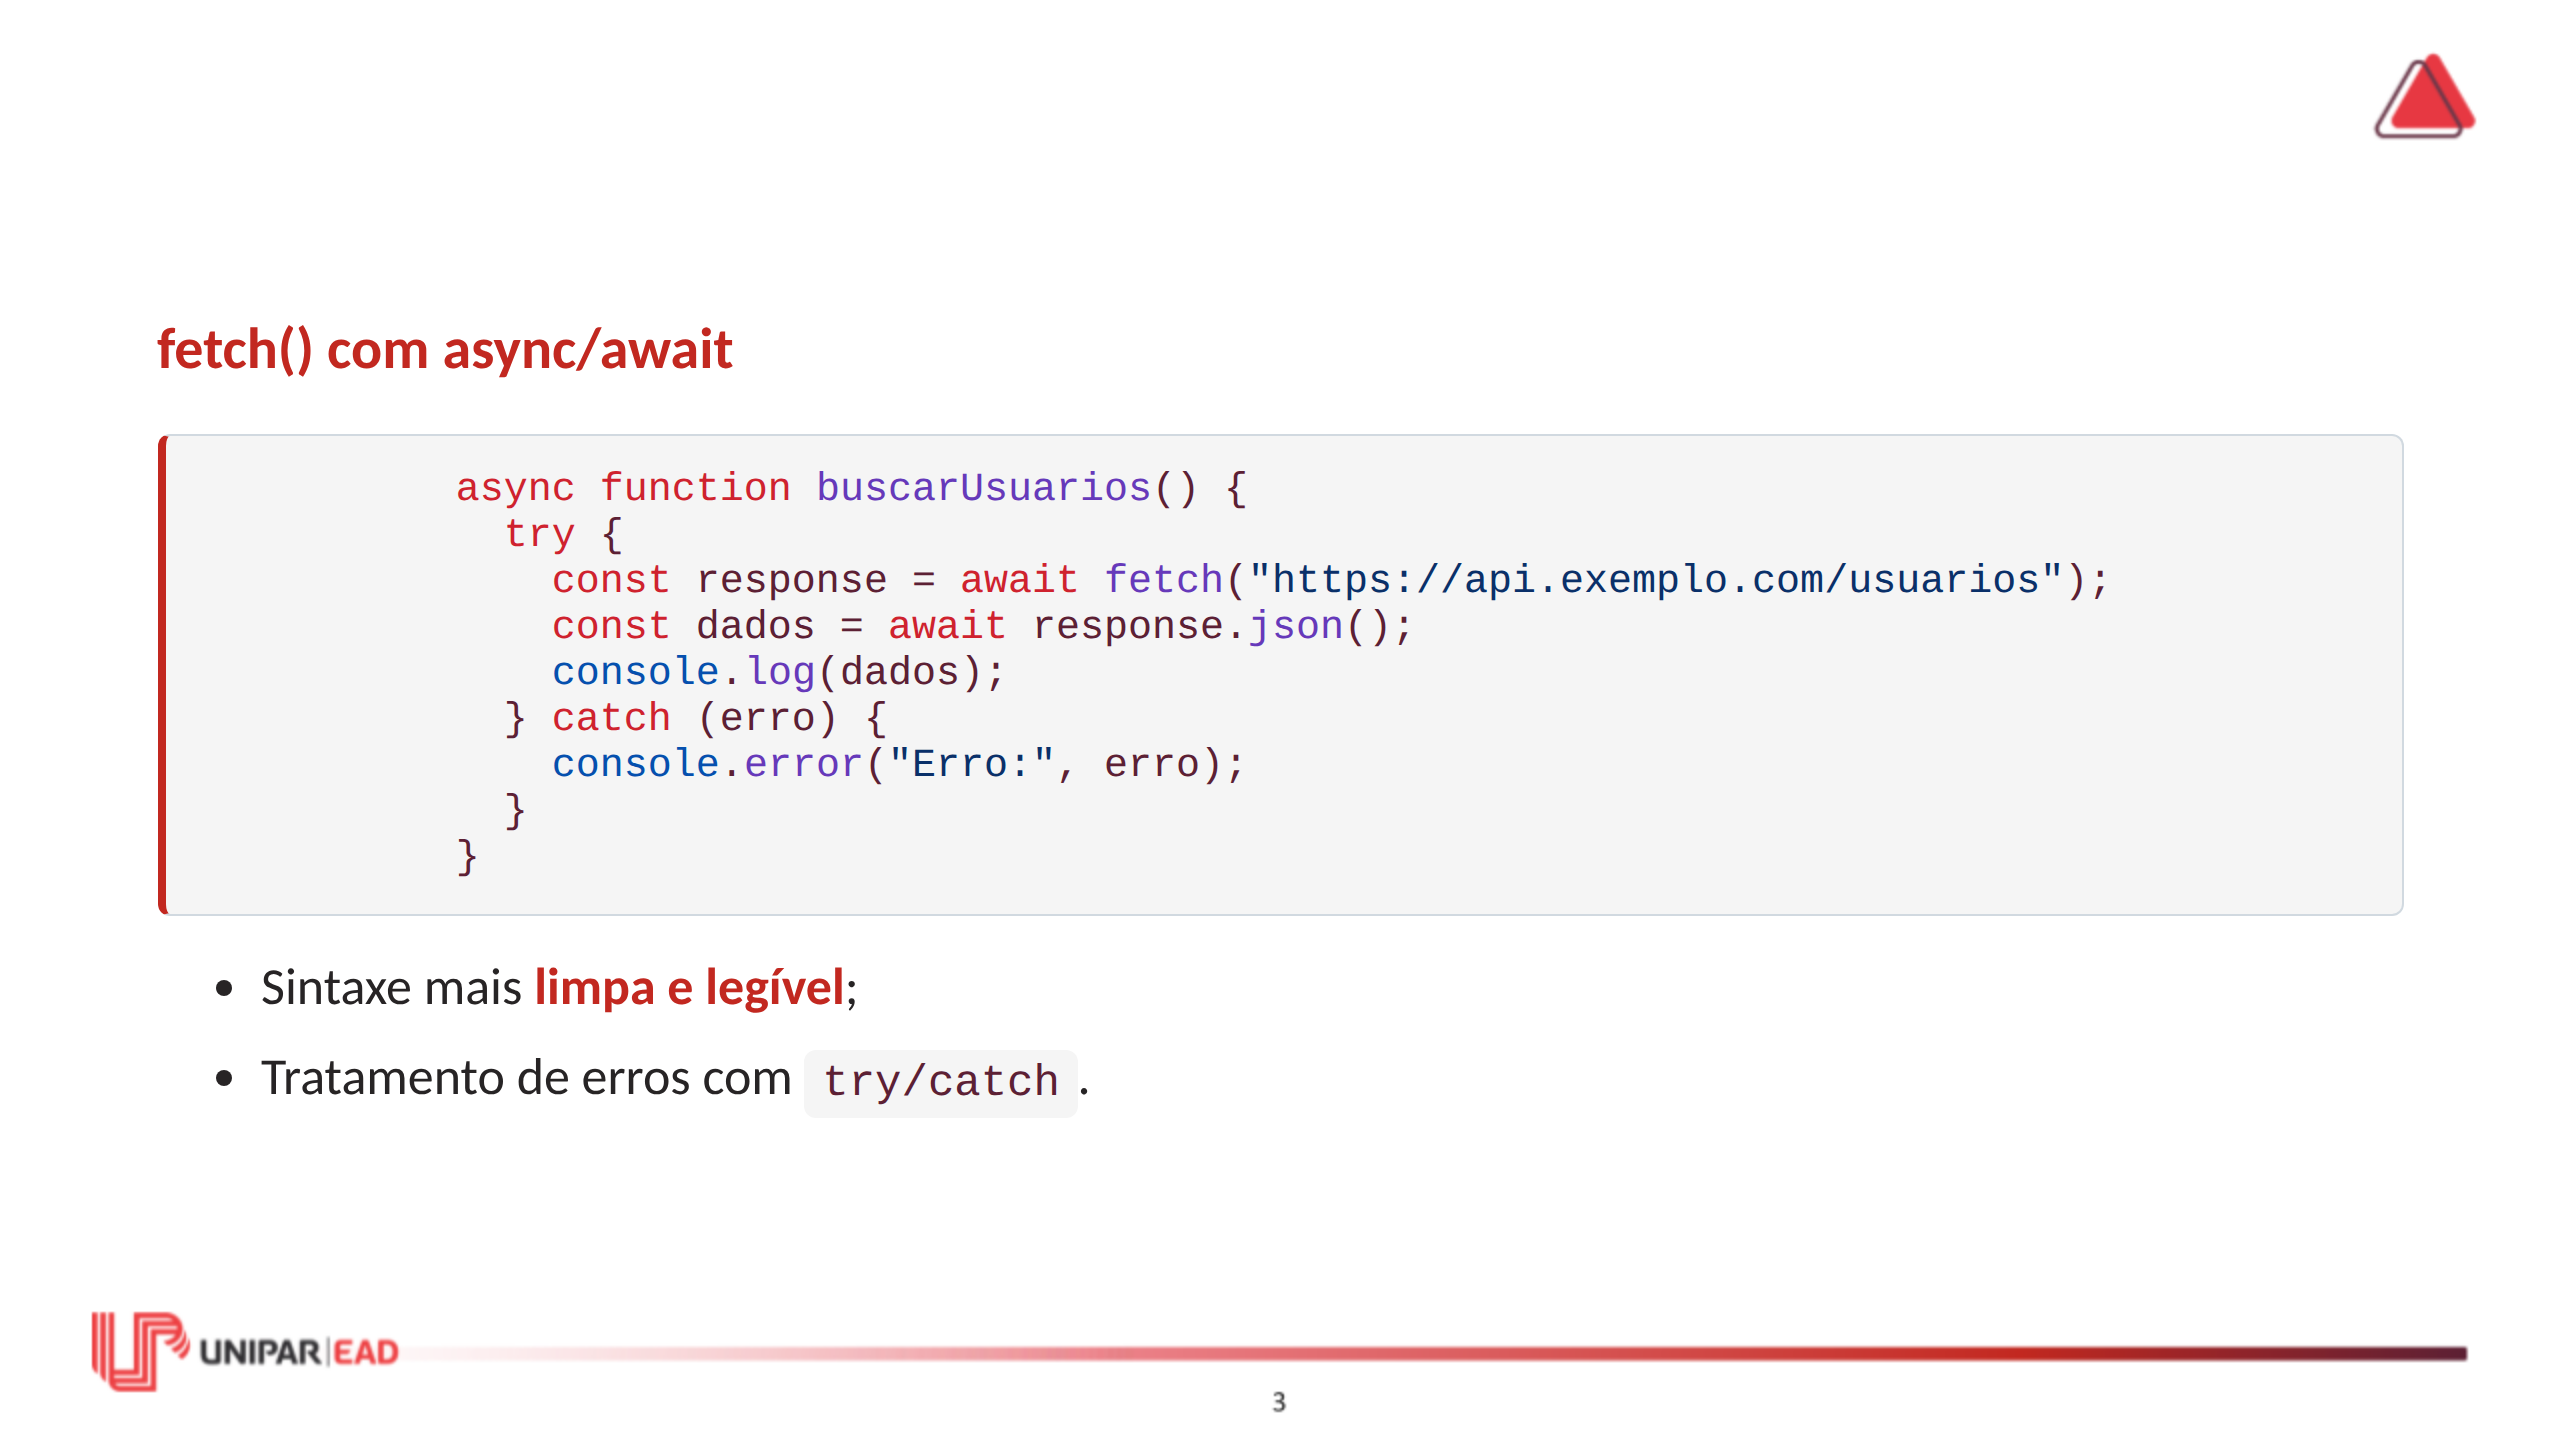 fetch() com async/await
async function buscarUsuarios() {
  try {
    const response = await fetch("https://api.exemplo.com/usuarios");
    const dados = await response.json();
    console.log(dados);
  } catch (erro) {
    console.error("Erro:", erro);
  }
}
• Sintaxe mais limpa e legível;
• Tratamento de erros com try/catch.
UNIPAR|EAD
3